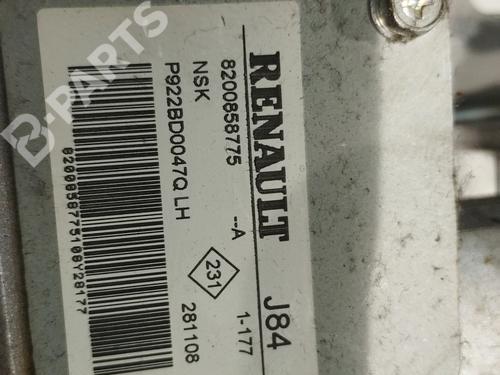 RENAULT J84
8200858775 --A 1-177
NSK 231
P922BD0047Q LH 281108
8200858775108Y28177
B-PARTS